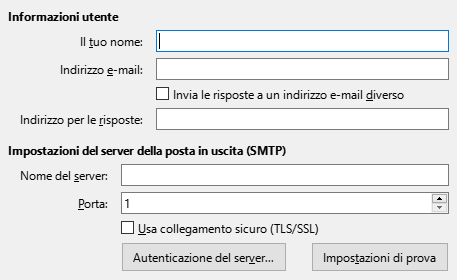 Informazioni utente
Il tuo nome:
Indirizzo e-mail:
Invia le risposte a un indirizzo e-mail diverso
Indirizzo per le risposte:
Impostazioni del server della posta in uscita (SMTP)
Nome del server:
Porta: 1
Usa collegamento sicuro (TLS/SSL)
Autenticazione del server... Impostazioni di prova